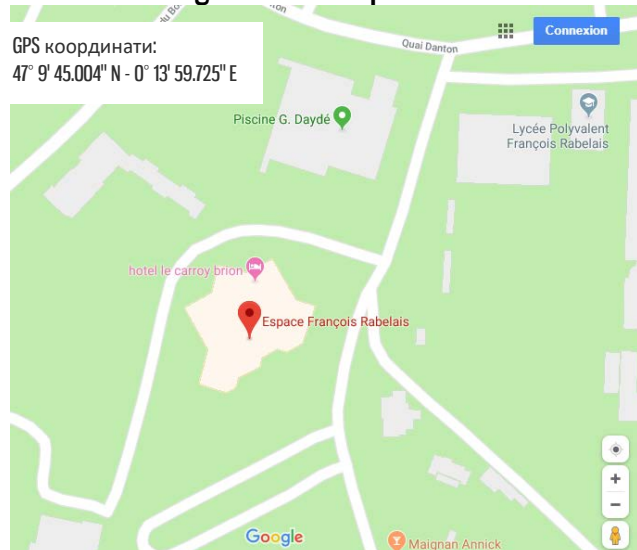 GPS координати:
47° 9' 45.004" N - 0° 13' 59.725" E
Quai Danton
Connexion
Piscine G. Daydé
Lycée Polyvalent
François Rabelais
hotel le carroy brion
Espace François Rabelais
Google
Maignan Annick